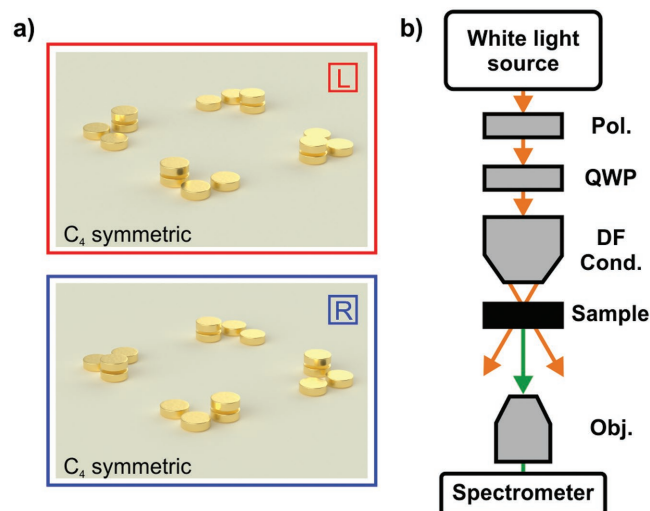 a)
L
C₄ symmetric
R
C₄ symmetric
b)
White light
source
Pol.
QWP
DF
Cond.
Sample
Obj.
Spectrometer